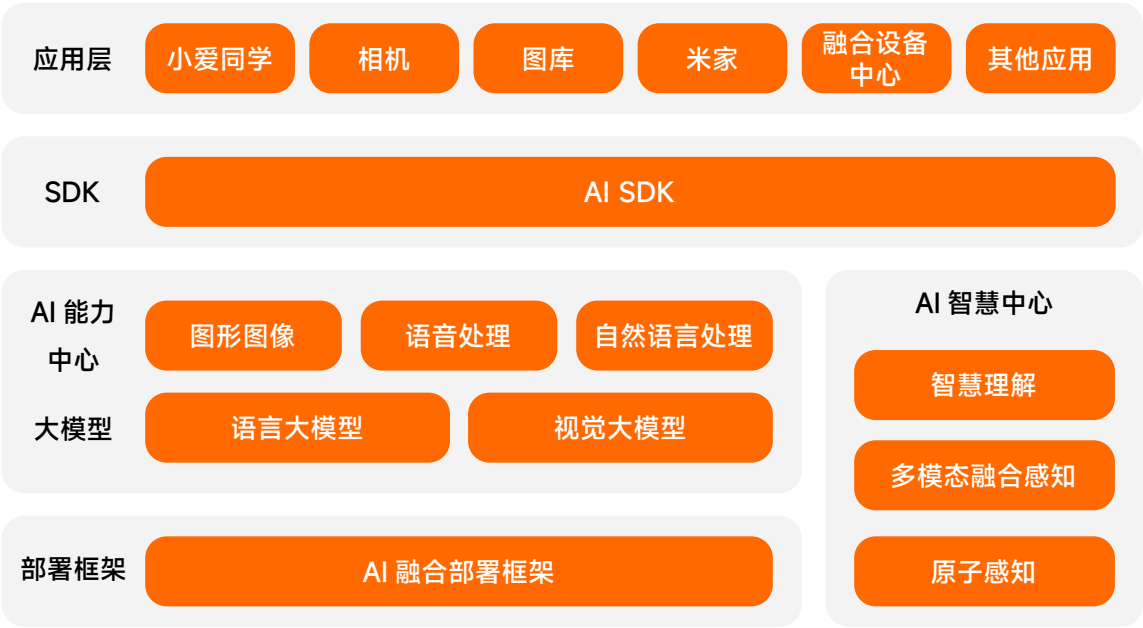 应用层
小爱同学
相机
图库
米家
融合设备
中心
其他应用
SDK
AI SDK
AI 能力
中心
图形图像
语音处理
自然语言处理
大模型
语言大模型
视觉大模型
部署框架
AI 融合部署框架
AI 智慧中心
智慧理解
多模态融合感知
原子感知